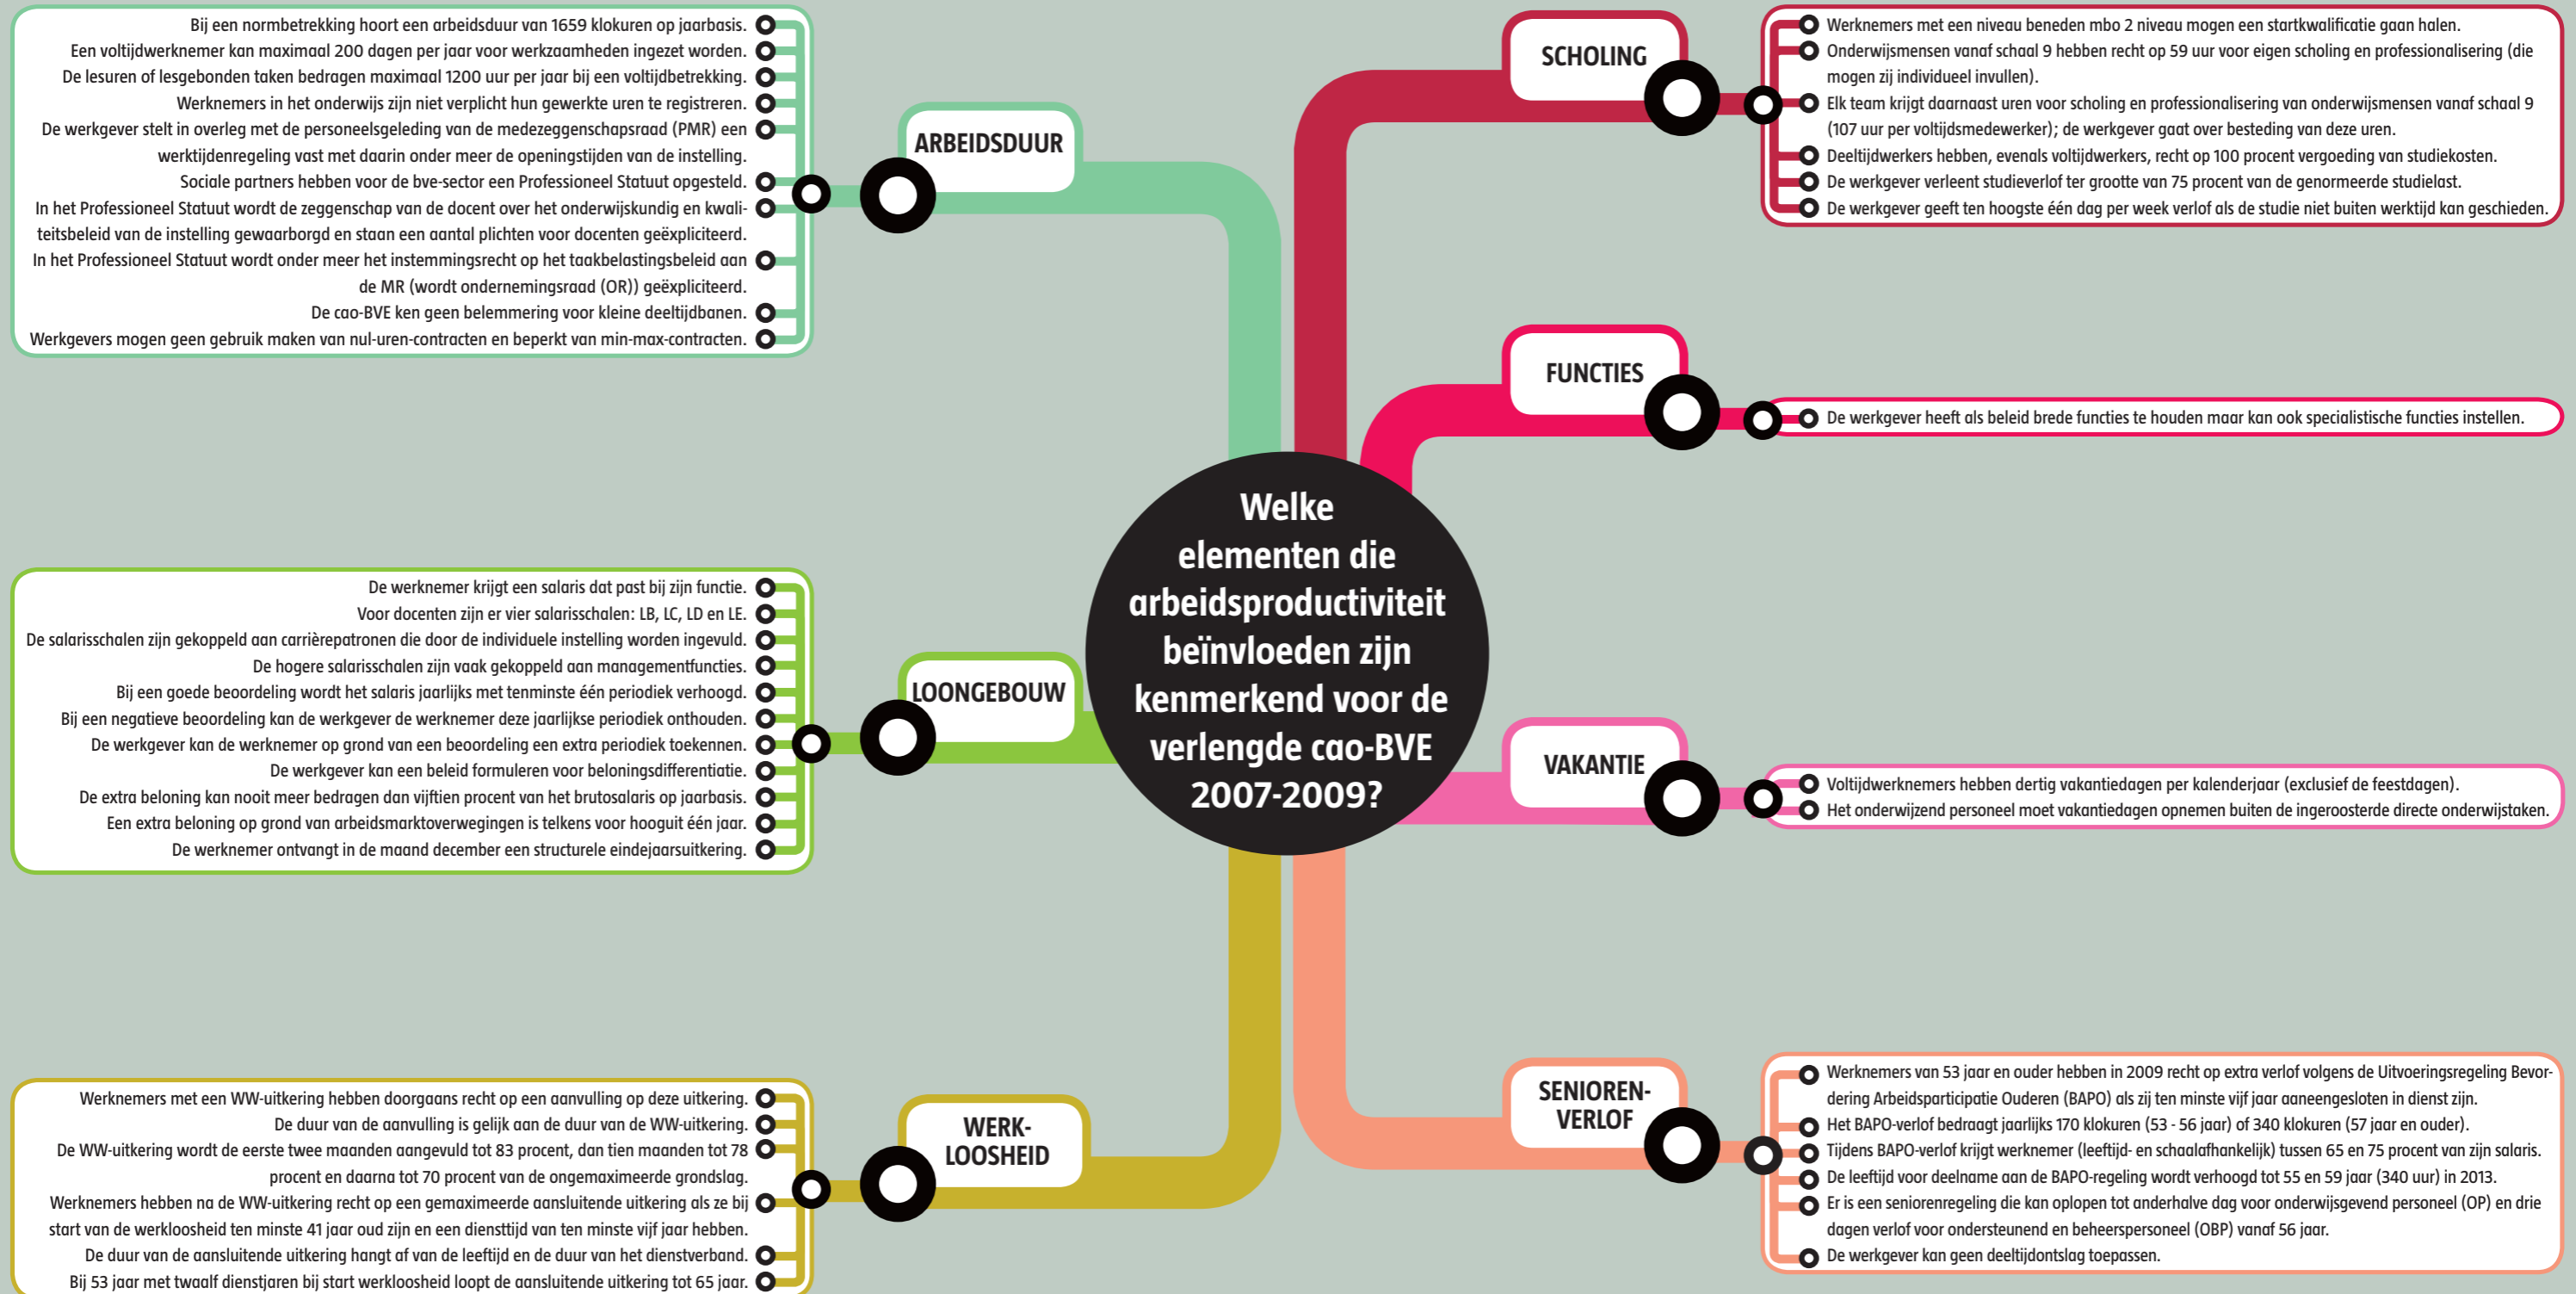 Welke
elementen die
arbeidsproductiviteit
beïnvloeden zijn
kenmerkend voor de
verlengde cao-BVE
2007-2009?
ARBEIDSDUUR
Bij een normbetrekking hoort een arbeidsduur van 1659 klokuren op jaarbasis.
Een voltijdwerknemer kan maximaal 200 dagen per jaar voor werkzaamheden ingezet worden.
De lesuren of lesgebonden taken bedragen maximaal 1200 uur per jaar bij een voltijdbetrekking.
Werknemers in het onderwijs zijn niet verplicht hun gewerkte uren te registreren.
De werkgever stelt in overleg met de personeelsgeleding van de medezeggenschapsraad (PMR) een
werktijdenregeling vast met daarin onder meer de openingstijden van de instelling.
Sociale partners hebben voor de bve-sector een Professioneel Statuut opgesteld.
In het Professioneel Statuut wordt de zeggenschap van de docent over het onderwijskundig en kwali-
teitsbeleid van de instelling gewaarborgd en staan een aantal plichten voor docenten geëxpliciteerd.
In het Professioneel Statuut wordt onder meer het instemmingsrecht op het taakbelastingsbeleid aan
de MR (wordt ondernemingsraad (OR)) geëxpliciteerd.
De cao-BVE ken geen belemmering voor kleine deeltijdbanen.
Werkgevers mogen geen gebruik maken van nul-uren-contracten en beperkt van min-max-contracten.
LOONGEBOUW
De werknemer krijgt een salaris dat past bij zijn functie.
Voor docenten zijn er vier salarisschalen: LB, LC, LD en LE.
De salarisschalen zijn gekoppeld aan carrièrepatronen die door de individuele instelling worden ingevuld.
De hogere salarisschalen zijn vaak gekoppeld aan managementfuncties.
Bij een goede beoordeling wordt het salaris jaarlijks met tenminste één periodiek verhoogd.
Bij een negatieve beoordeling kan de werkgever de werknemer deze jaarlijkse periodiek onthouden.
De werkgever kan de werknemer op grond van een beoordeling een extra periodiek toekennen.
De werkgever kan een beleid formuleren voor beloningsdifferentiatie.
De extra beloning kan nooit meer bedragen dan vijftien procent van het brutosalaris op jaarbasis.
Een extra beloning op grond van arbeidsmarktoverwegingen is telkens voor hooguit één jaar.
De werknemer ontvangt in de maand december een structurele eindejaarsuitkering.
WERK-
LOOSHEID
Werknemers met een WW-uitkering hebben doorgaans recht op een aanvulling op deze uitkering.
De duur van de aanvulling is gelijk aan de duur van de WW-uitkering.
De WW-uitkering wordt de eerste twee maanden aangevuld tot 83 procent, dan tien maanden tot 78
procent en daarna tot 70 procent van de ongemaximeerde grondslag.
Werknemers hebben na de WW-uitkering recht op een gemaximeerde aansluitende uitkering als ze bij
start van de werkloosheid ten minste 41 jaar oud zijn en een diensttijd van ten minste vijf jaar hebben.
De duur van de aansluitende uitkering hangt af van de leeftijd en de duur van het dienstverband.
Bij 53 jaar met twaalf dienstjaren bij start werkloosheid loopt de aansluitende uitkering tot 65 jaar.
SCHOLING
Werknemers met een niveau beneden mbo 2 niveau mogen een startkwalificatie gaan halen.
Onderwijsmensen vanaf schaal 9 hebben recht op 59 uur voor eigen scholing en professionalisering (die
mogen zij individueel invullen).
Elk team krijgt daarnaast uren voor scholing en professionalisering van onderwijsmensen vanaf schaal 9
(107 uur per voltijdsmedewerker); de werkgever gaat over besteding van deze uren.
Deeltijdwerkers hebben, evenals voltijdwerkers, recht op 100 procent vergoeding van studiekosten.
De werkgever verleent studieverlof ter grootte van 75 procent van de genormeerde studielast.
De werkgever geeft ten hoogste één dag per week verlof als de studie niet buiten werktijd kan geschieden.
FUNCTIES
De werkgever heeft als beleid brede functies te houden maar kan ook specialistische functies instellen.
VAKANTIE
Voltijdwerknemers hebben dertig vakantiedagen per kalenderjaar (exclusief de feestdagen).
Het onderwijzend personeel moet vakantiedagen opnemen buiten de ingeroosterde directe onderwijstaken.
SENIOREN-
VERLOF
Werknemers van 53 jaar en ouder hebben in 2009 recht op extra verlof volgens de Uitvoeringsregeling Bevor-
dering Arbeidsparticipatie Ouderen (BAPO) als zij ten minste vijf jaar aaneengesloten in dienst zijn.
Het BAPO-verlof bedraagt jaarlijks 170 klokuren (53 - 56 jaar) of 340 klokuren (57 jaar en ouder).
Tijdens BAPO-verlof krijgt werknemer (leeftijd- en schaalafhankelijk) tussen 65 en 75 procent van zijn salaris.
De leeftijd voor deelname aan de BAPO-regeling wordt verhoogd tot 55 en 59 jaar (340 uur) in 2013.
Er is een seniorenregeling die kan oplopen tot anderhalve dag voor onderwijsgevend personeel (OP) en drie
dagen verlof voor ondersteunend en beheerspersoneel (OBP) vanaf 56 jaar.
De werkgever kan geen deeltijdontslag toepassen.